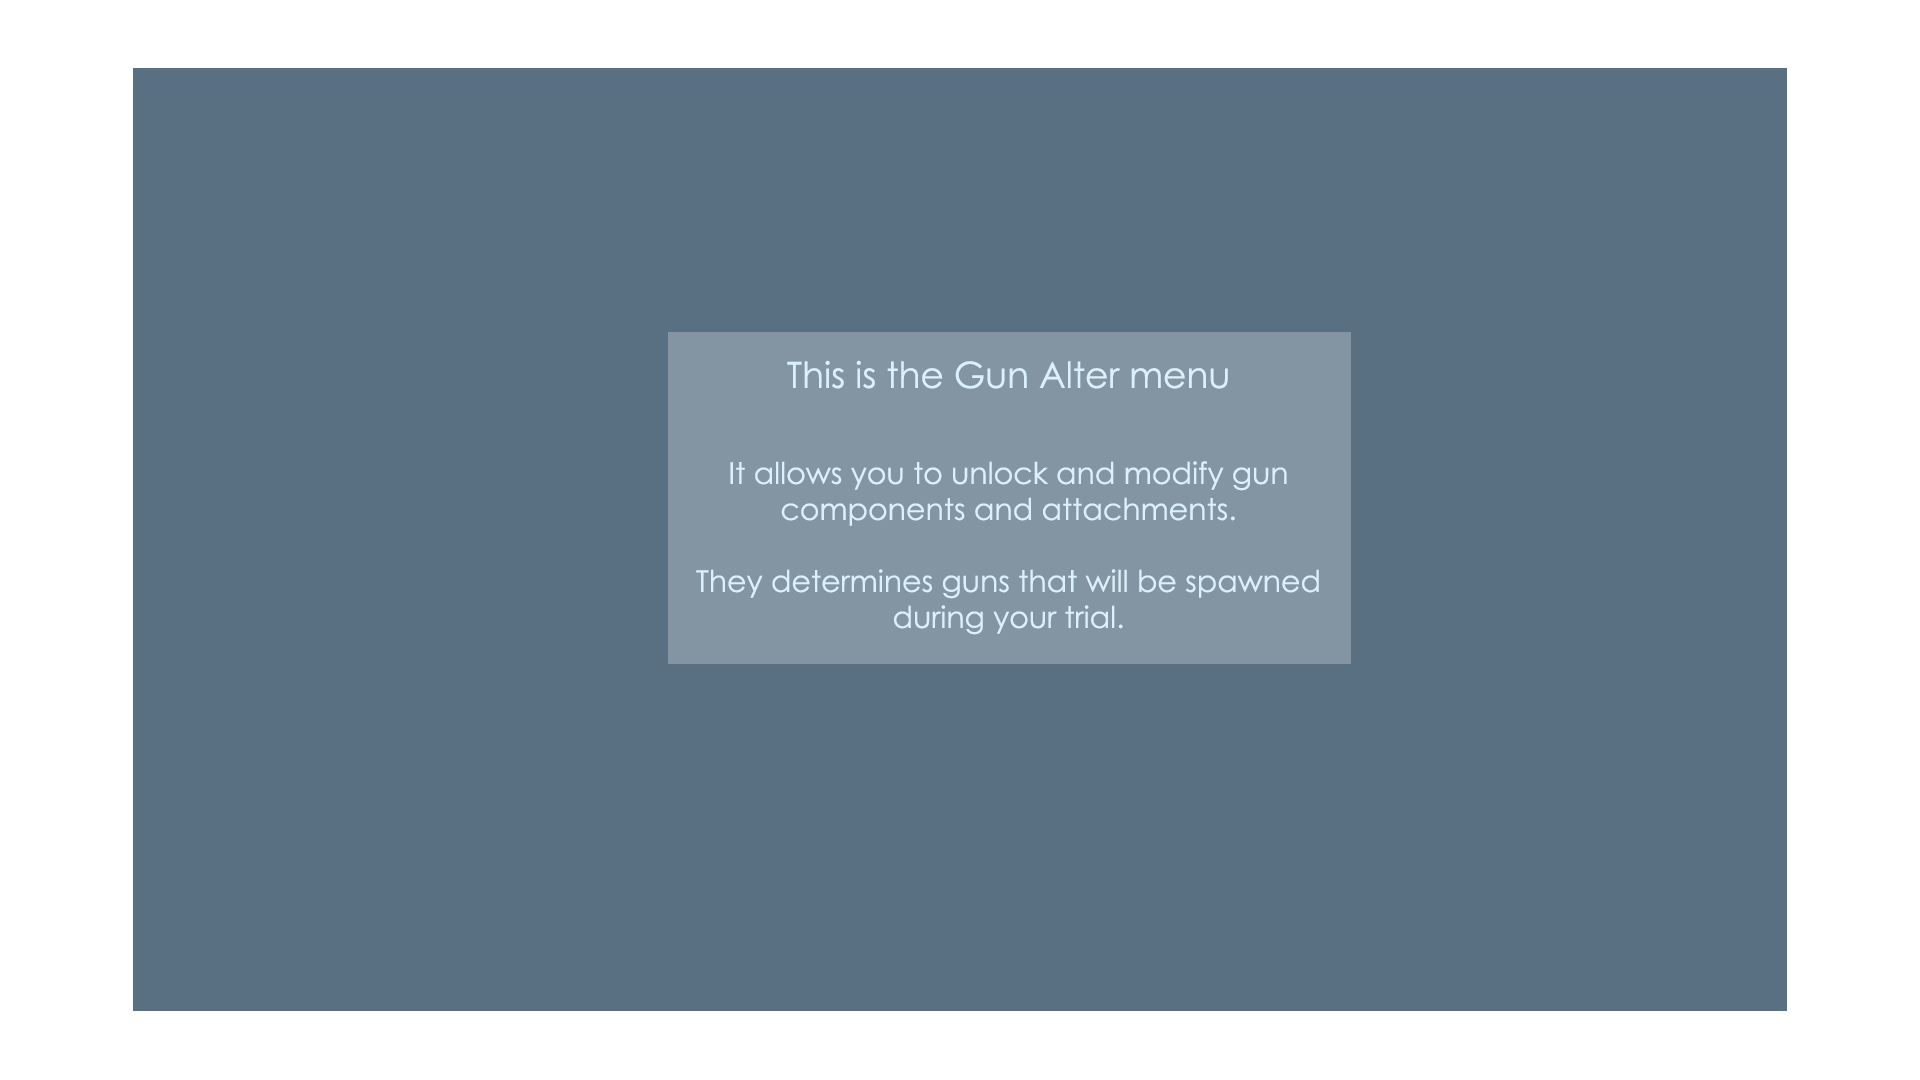 This is the Gun Alter menu
It allows you to unlock and modify gun
components and attachments.
They determines guns that will be spawned
during your trial.